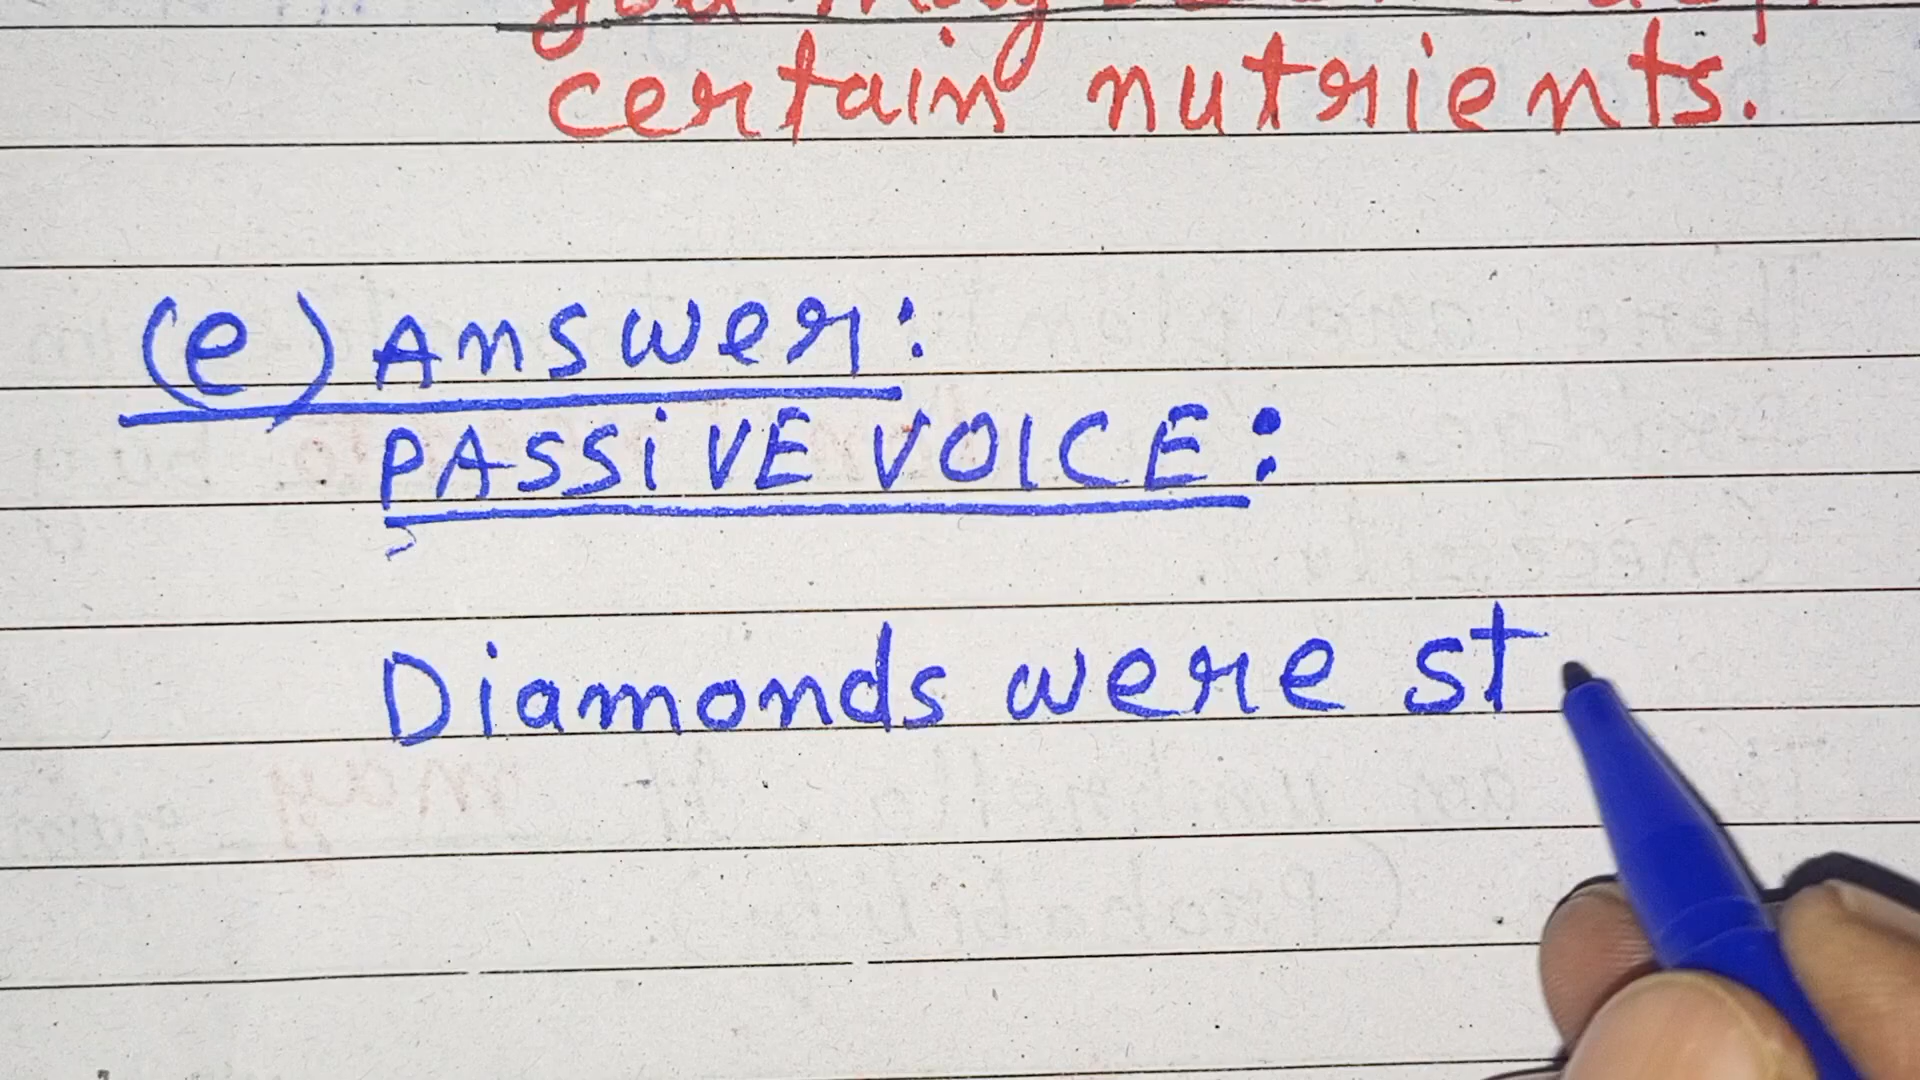 certain nutrients.
(e) Answer:
PASSiVE VOICE:
Diamonds were st